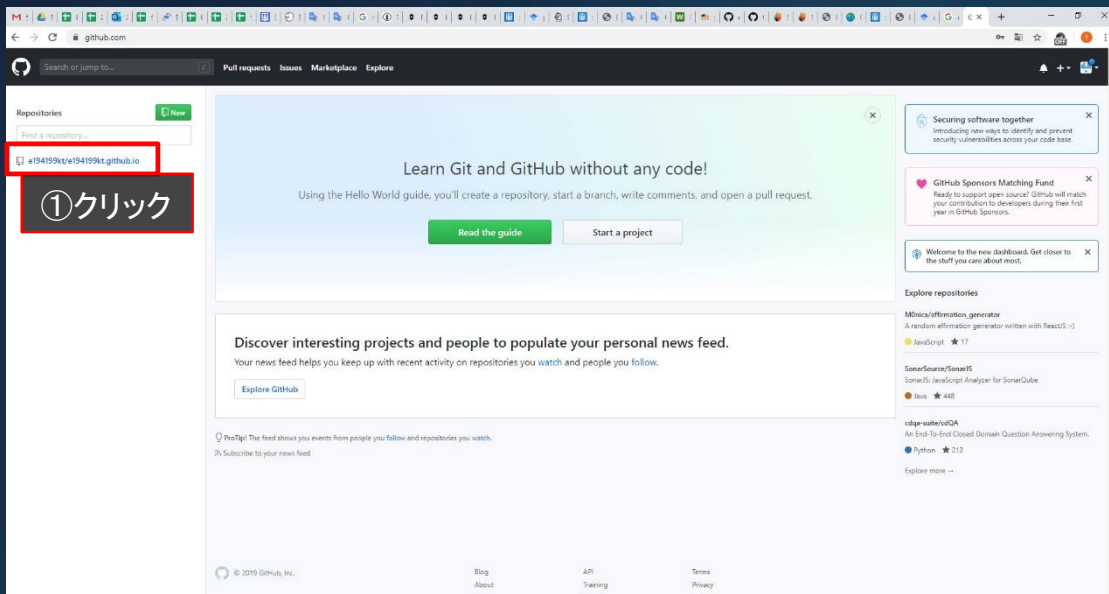 github.com
Search or jump to...
Pull requests Issues Marketplace Explore
Repositories
New
Find a repository...
e194199kt/e194199kt.github.io
①クリック
Learn Git and GitHub without any code!
Using the Hello World guide, you'll create a repository, start a branch, write comments, and open a pull request.
Read the guide
Start a project
Discover interesting projects and people to populate your personal news feed.
Your news feed helps you keep up with recent activity on repositories you watch and people you follow.
Explore GitHub
ProTip! The feed shows you events from people you follow and repositories you watch.
Subscribe to your news feed
Securing software together
Introducing new ways to identify and prevent
security vulnerabilities across your code base.
GitHub Sponsors Matching Fund
Ready to support open source? GitHub will match
your contribution to developers during their first
year in GitHub Sponsors.
Welcome to the new dashboard. Get closer to
the stuff you care about most.
Explore repositories
M0nica/affirmation_generator
A random affirmation generator written with ReactJS :-)
JavaScript ★ 17
SonarSource/SonarJS
SonarJS: JavaScript Analyzer for SonarQube
Java ★ 448
cdqa-suite/cdQA
An End-To-End Closed Domain Question Answering System.
Python ★ 212
Explore more →
© 2019 GitHub, Inc.
Blog
About
API
Training
Terms
Privacy